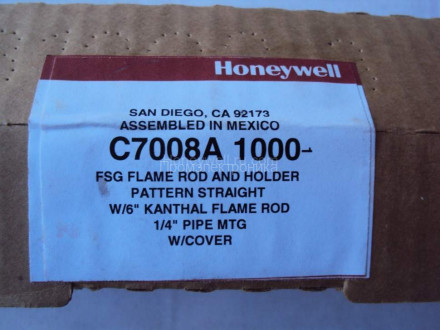 Honeywell
SAN DIEGO, CA 92173
ASSEMBLED IN MEXICO
C7008A 1000-
FSG FLAME ROD AND HOLDER
PATTERN STRAIGHT
W/6" KANTHAL FLAME ROD
1/4" PIPE MTG
W/COVER